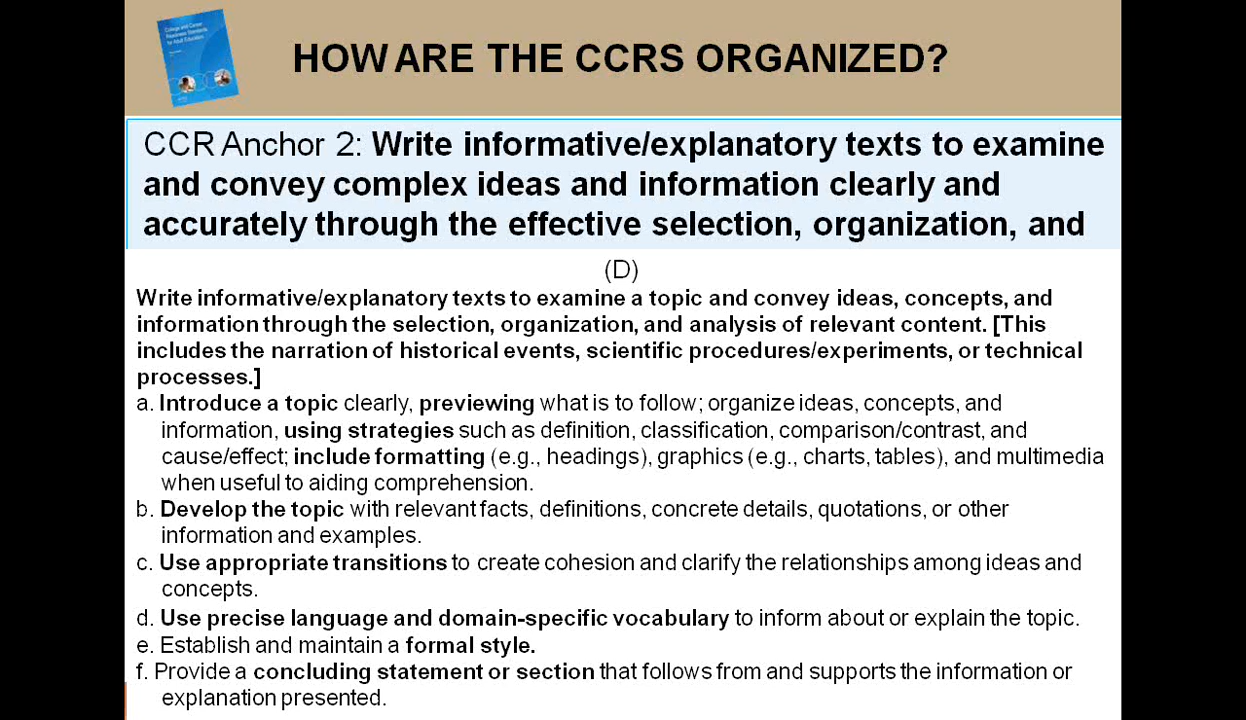 College and Career
Readiness Standards
for Adult Education
HOW ARE THE CCRS ORGANIZED?
CCR Anchor 2: Write informative/explanatory texts to examine
and convey complex ideas and information clearly and
accurately through the effective selection, organization, and
(D)
Write informative/explanatory texts to examine a topic and convey ideas, concepts, and
information through the selection, organization, and analysis of relevant content. [This
includes the narration of historical events, scientific procedures/experiments, or technical
processes.]
a. Introduce a topic clearly, previewing what is to follow; organize ideas, concepts, and
information, using strategies such as definition, classification, comparison/contrast, and
cause/effect; include formatting (e.g., headings), graphics (e.g., charts, tables), and multimedia
when useful to aiding comprehension.
b. Develop the topic with relevant facts, definitions, concrete details, quotations, or other
information and examples.
c. Use appropriate transitions to create cohesion and clarify the relationships among ideas and
concepts.
d. Use precise language and domain-specific vocabulary to inform about or explain the topic.
e. Establish and maintain a formal style.
f. Provide a concluding statement or section that follows from and supports the information or
explanation presented.